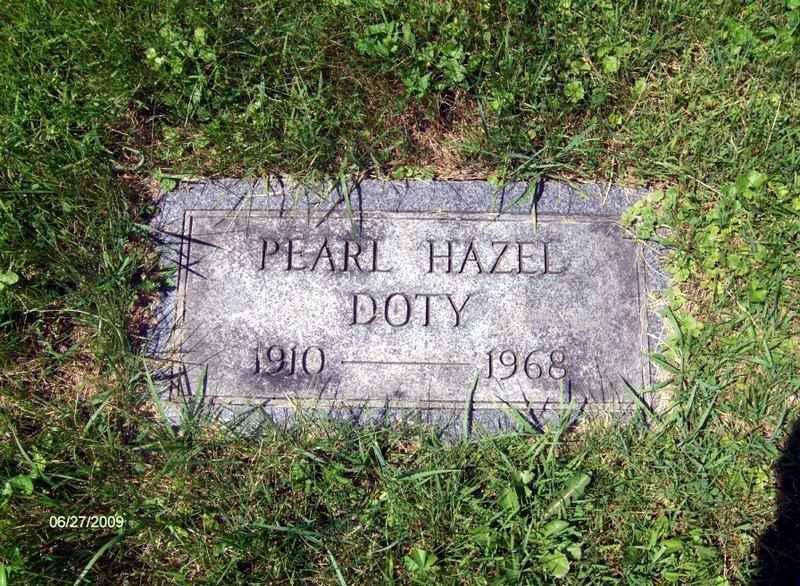 PEARL HAZEL
DOTY
1910 — 1968
06/27/2009